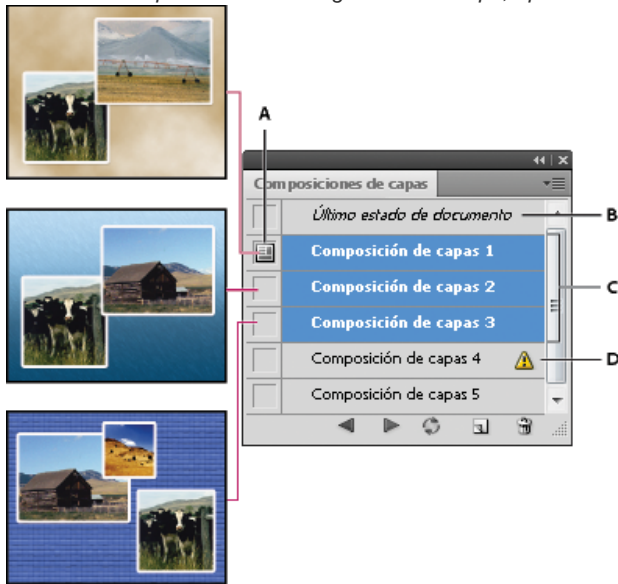 A
Composiciones de capas
Último estado de documento
B
Composición de capas 1
Composición de capas 2
C
Composición de capas 3
Composición de capas 4
D
Composición de capas 5